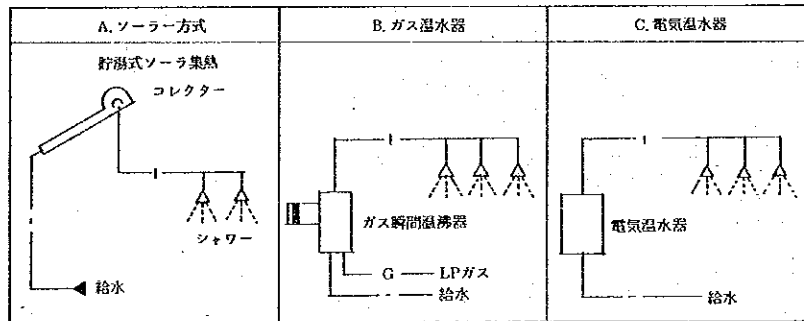 A. ソーラー方式
貯湯式ソーラ集熱
コレクター
シャワー
給水
B. ガス温水器
ガス瞬間温沸器
G
LPガス
給水
C. 電気温水器
電気温水器
給水